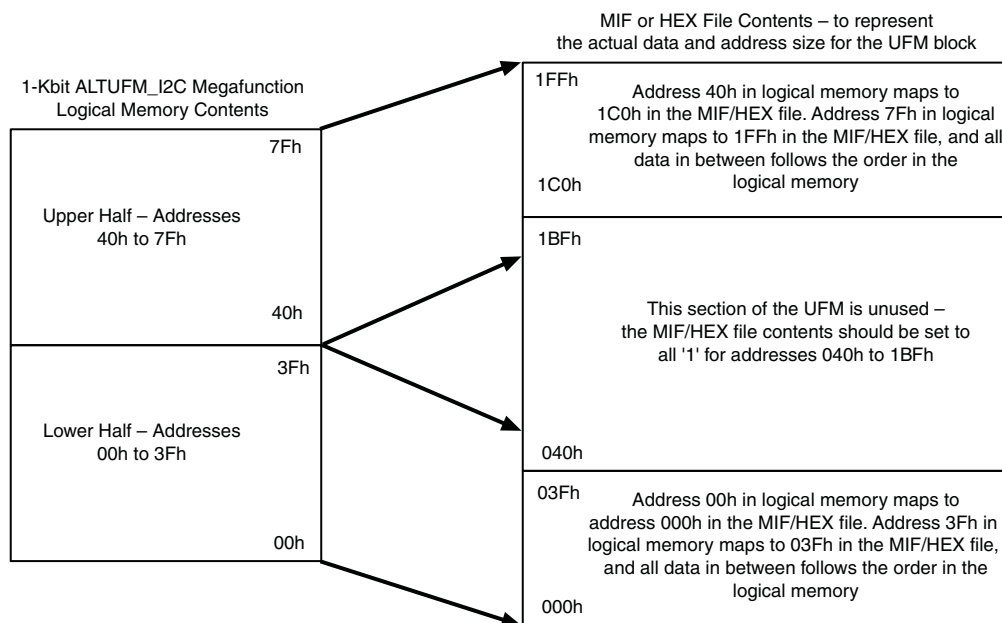 1-Kbit ALTUFM_I2C Megafunction
Logical Memory Contents
7Fh
Upper Half – Addresses
40h to 7Fh
40h
3Fh
Lower Half – Addresses
00h to 3Fh
00h
MIF or HEX File Contents – to represent
the actual data and address size for the UFM block
1FFh
Address 40h in logical memory maps to
1C0h in the MIF/HEX file. Address 7Fh in logical
memory maps to 1FFh in the MIF/HEX file, and all
data in between follows the order in the
logical memory
1C0h
1BFh
This section of the UFM is unused –
the MIF/HEX file contents should be set to
all '1' for addresses 040h to 1BFh
040h
03Fh
Address 00h in logical memory maps to
address 000h in the MIF/HEX file. Address 3Fh in
logical memory maps to 03Fh in the MIF/HEX file,
and all data in between follows the order in the
logical memory
000h